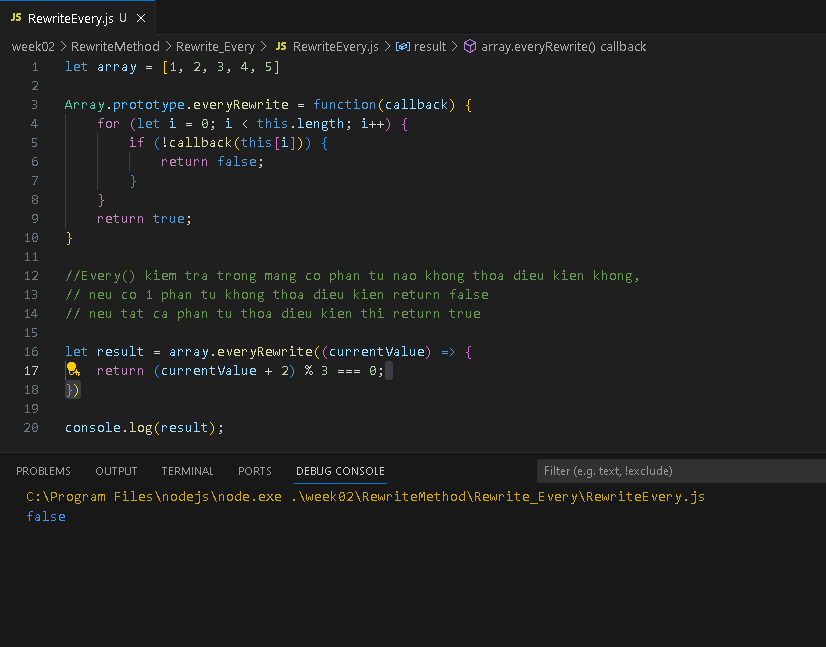 JS RewriteEvery.js U ×
week02 > RewriteMethod > Rewrite_Every > JS RewriteEvery.js > result > array.everyRewrite() callback
1 let array = [1, 2, 3, 4, 5]
2
3 Array.prototype.everyRewrite = function(callback) {
4 for (let i = 0; i < this.length; i++) {
5 if (!callback(this[i])) {
6 return false;
7 }
8 }
9 return true;
10 }
11
12 //Every() kiem tra trong mang co phan tu nao khong thoa dieu kien khong,
13 // neu co 1 phan tu khong thoa dieu kien return false
14 // neu tat ca phan tu thoa dieu kien thi return true
15
16 let result = array.everyRewrite((currentValue) => {
17 return (currentValue + 2) % 3 === 0;
18 })
19
20 console.log(result);
PROBLEMS OUTPUT TERMINAL PORTS DEBUG CONSOLE Filter (e.g. text, !exclude)
C:\Program Files\nodejs\node.exe .\week02\RewriteMethod\Rewrite_Every\RewriteEvery.js
false